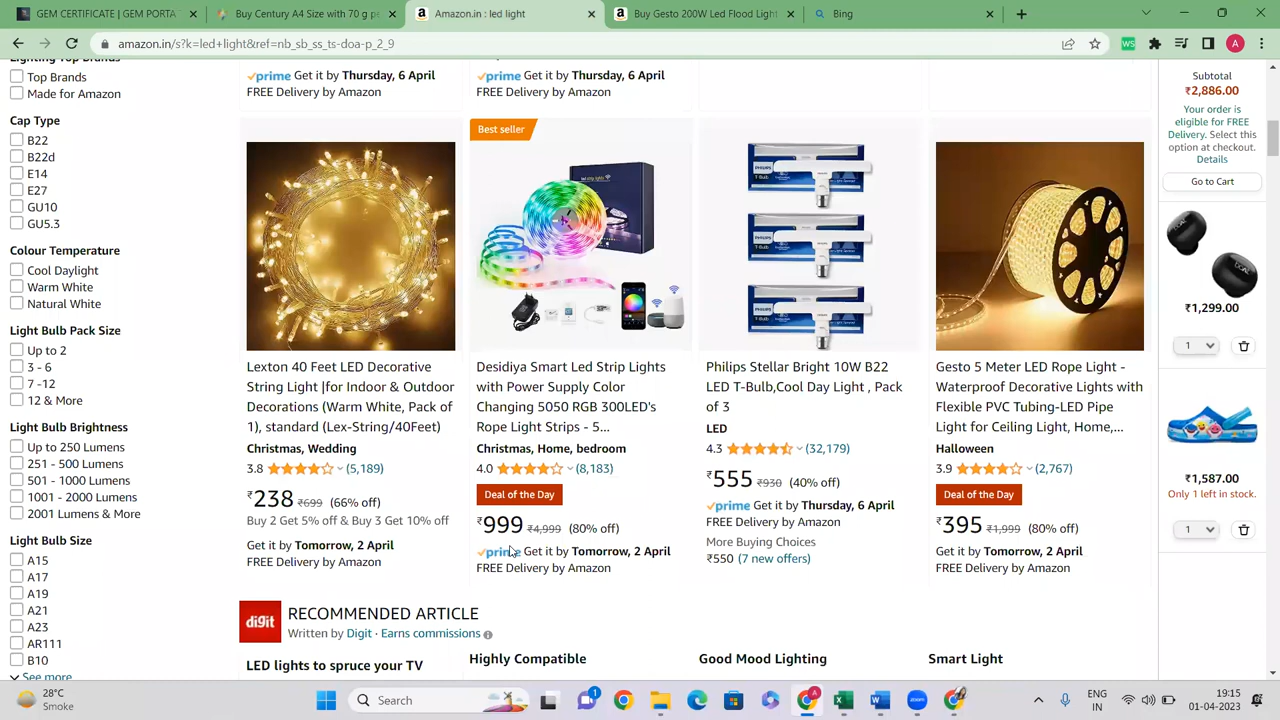 GEM CERTIFICATE | GEM PORTA
Buy Century A4 Size with 70 g pe
Amazon.in : led light
Buy Gesto 200W Led Flood Light
Bing
amazon.in/s?k=led+light&ref=nb_sb_ss_ts-doa-p_2_9
Lighting Top Brands
Top Brands
Made for Amazon
Cap Type
B22
B22d
E14
E27
GU10
GU5.3
Colour Temperature
Cool Daylight
Warm White
Natural White
Light Bulb Pack Size
Up to 2
3 - 6
7 -12
12 & More
Light Bulb Brightness
Up to 250 Lumens
251 - 500 Lumens
501 - 1000 Lumens
1001 - 2000 Lumens
2001 Lumens & More
Light Bulb Size
A15
A17
A19
A21
A23
AR111
B10
See more
prime Get it by Thursday, 6 April
FREE Delivery by Amazon
prime Get it by Thursday, 6 April
FREE Delivery by Amazon
Lexton 40 Feet LED Decorative
String Light |for Indoor & Outdoor
Decorations (Warm White, Pack of
1), standard (Lex-String/40Feet)
Christmas, Wedding
3.8 (5,189)
₹238 ₹699 (66% off)
Buy 2 Get 5% off & Buy 3 Get 10% off
Get it by Tomorrow, 2 April
FREE Delivery by Amazon
Best seller
Desidiya Smart Led Strip Lights
with Power Supply Color
Changing 5050 RGB 300LED's
Rope Light Strips - 5...
Christmas, Home, bedroom
4.0 (8,183)
Deal of the Day
₹999 ₹4,999 (80% off)
prime Get it by Tomorrow, 2 April
FREE Delivery by Amazon
PHILIPS
PHILIPS
PHILIPS
Philips Stellar Bright 10W B22
LED T-Bulb,Cool Day Light , Pack
of 3
LED
4.3 (32,179)
₹555 ₹930 (40% off)
prime Get it by Thursday, 6 April
FREE Delivery by Amazon
More Buying Choices
₹550 (7 new offers)
Gesto 5 Meter LED Rope Light -
Waterproof Decorative Lights with
Flexible PVC Tubing-LED Pipe
Light for Ceiling Light, Home,...
Halloween
3.9 (2,767)
Deal of the Day
₹395 ₹1,999 (80% off)
Get it by Tomorrow, 2 April
FREE Delivery by Amazon
digit
RECOMMENDED ARTICLE
Written by Digit · Earns commissions
LED lights to spruce your TV
Highly Compatible
Good Mood Lighting
Smart Light
Subtotal
₹2,886.00
Your order is
eligible for FREE
Delivery. Select this
option at checkout.
Details
Go to Cart
₹1,299.00
1
₹1,587.00
Only 1 left in stock.
1
28°C
Smoke
Search
1
ENG
IN
19:15
01-04-2023